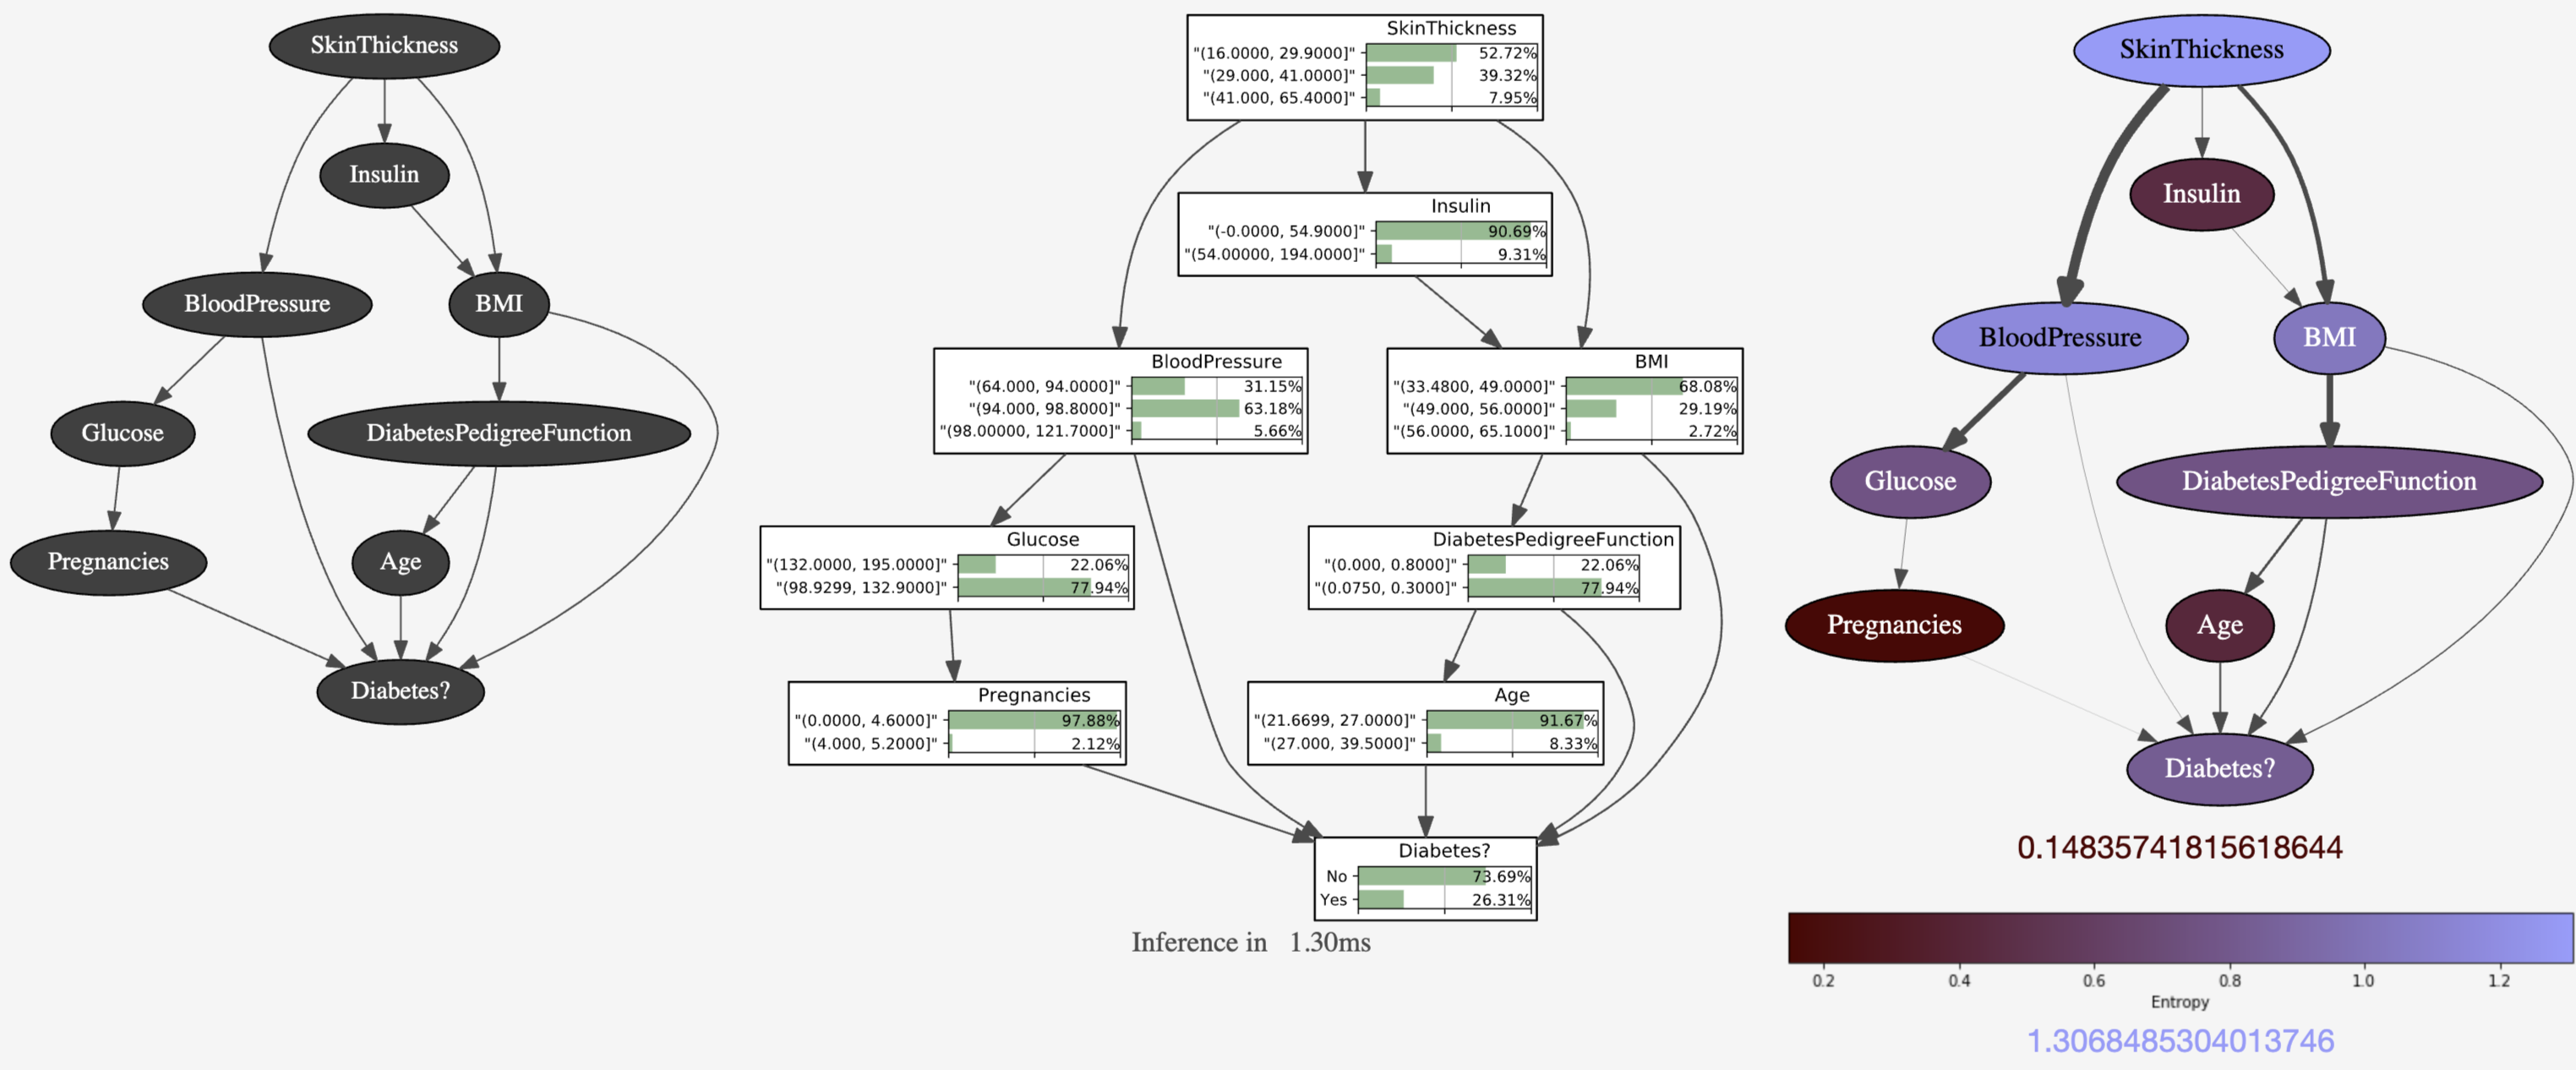 SkinThickness
Insulin
BloodPressure
BMI
Glucose
DiabetesPedigreeFunction
Pregnancies
Age
Diabetes?
SkinThickness
"(16.0000, 29.9000]" 52.72%
"(29.000, 41.0000]" 39.32%
"(41.000, 65.4000]" 7.95%
Insulin
"(-0.0000, 54.9000]" 90.69%
"(54.00000, 194.0000]" 9.31%
BloodPressure
"(64.000, 94.0000]" 31.15%
"(94.000, 98.8000]" 63.18%
"(98.00000, 121.7000]" 5.66%
BMI
"(33.4800, 49.0000]" 68.08%
"(49.000, 56.0000]" 29.19%
"(56.0000, 65.1000]" 2.72%
Glucose
"(132.0000, 195.0000]" 22.06%
"(98.9299, 132.9000]" 77.94%
DiabetesPedigreeFunction
"(0.000, 0.8000]" 22.06%
"(0.0750, 0.3000]" 77.94%
Pregnancies
"(0.0000, 4.6000]" 97.88%
"(4.000, 5.2000]" 2.12%
Age
"(21.6699, 27.0000]" 91.67%
"(27.000, 39.5000]" 8.33%
Diabetes?
No 73.69%
Yes 26.31%
Inference in 1.30ms
SkinThickness
Insulin
BloodPressure
BMI
Glucose
DiabetesPedigreeFunction
Pregnancies
Age
Diabetes?
0.14835741815618644
0.2 0.4 0.6 0.8 1.0 1.2
Entropy
1.3068485304013746